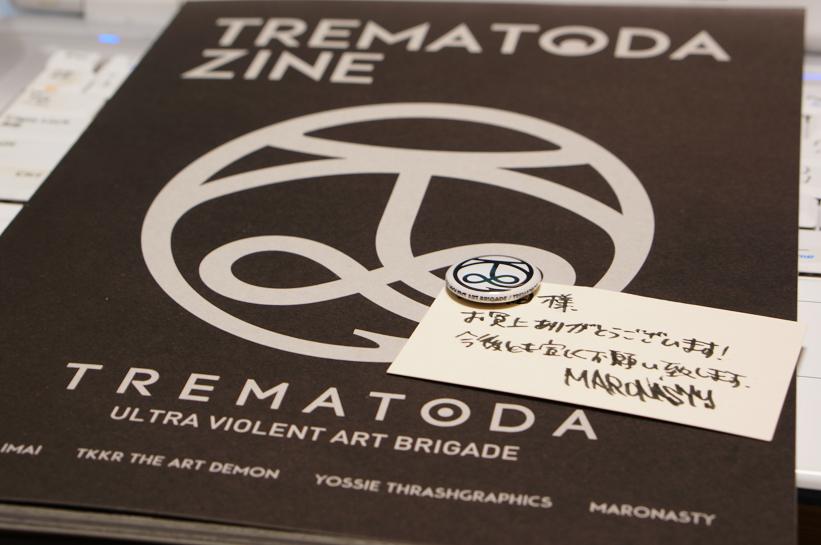 TREMATODA
ZINE
様
お買上ありがとうございます!
今後とも宜しくお願い致します.
MARONASTY
TREMATODA
ULTRA VIOLENT ART BRIGADE
IMAI TKKR THE ART DEMON YOSSIE THRASHGRAPHICS MARONASTY